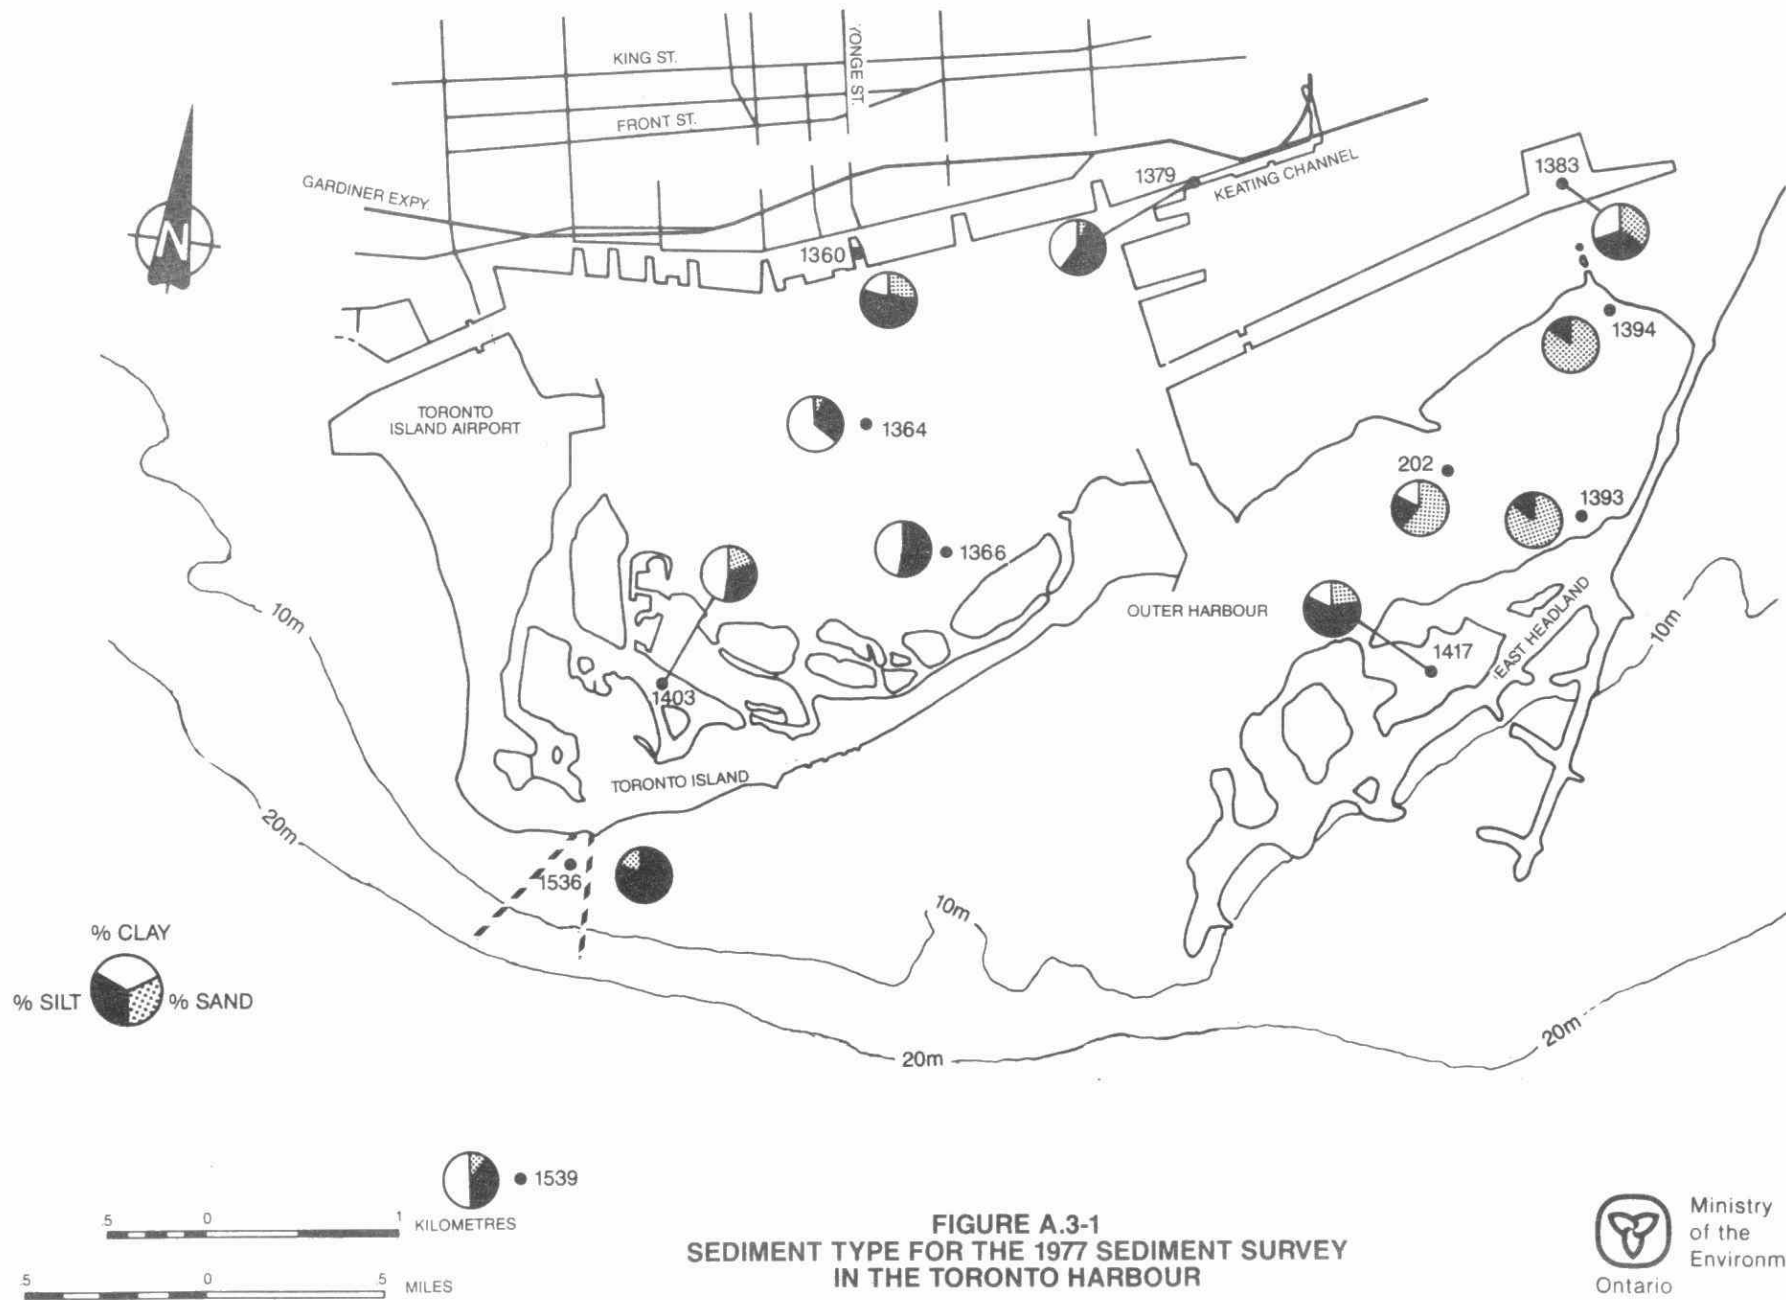 KING ST.
YONGE ST.
FRONT ST.
GARDINER EXPY.
1379
KEATING CHANNEL
1383
N
1360
1394
TORONTO
ISLAND AIRPORT
1364
202
1393
1366
10m
OUTER HARBOUR
EAST HEADLAND
10m
1417
1403
TORONTO ISLAND
20m
1536
10m
% CLAY
% SILT
% SAND
20m
20m
1539
.5 0 1 KILOMETRES
.5 0 .5 MILES
FIGURE A.3-1
SEDIMENT TYPE FOR THE 1977 SEDIMENT SURVEY
IN THE TORONTO HARBOUR
Ministry
of the
Environm
Ontario